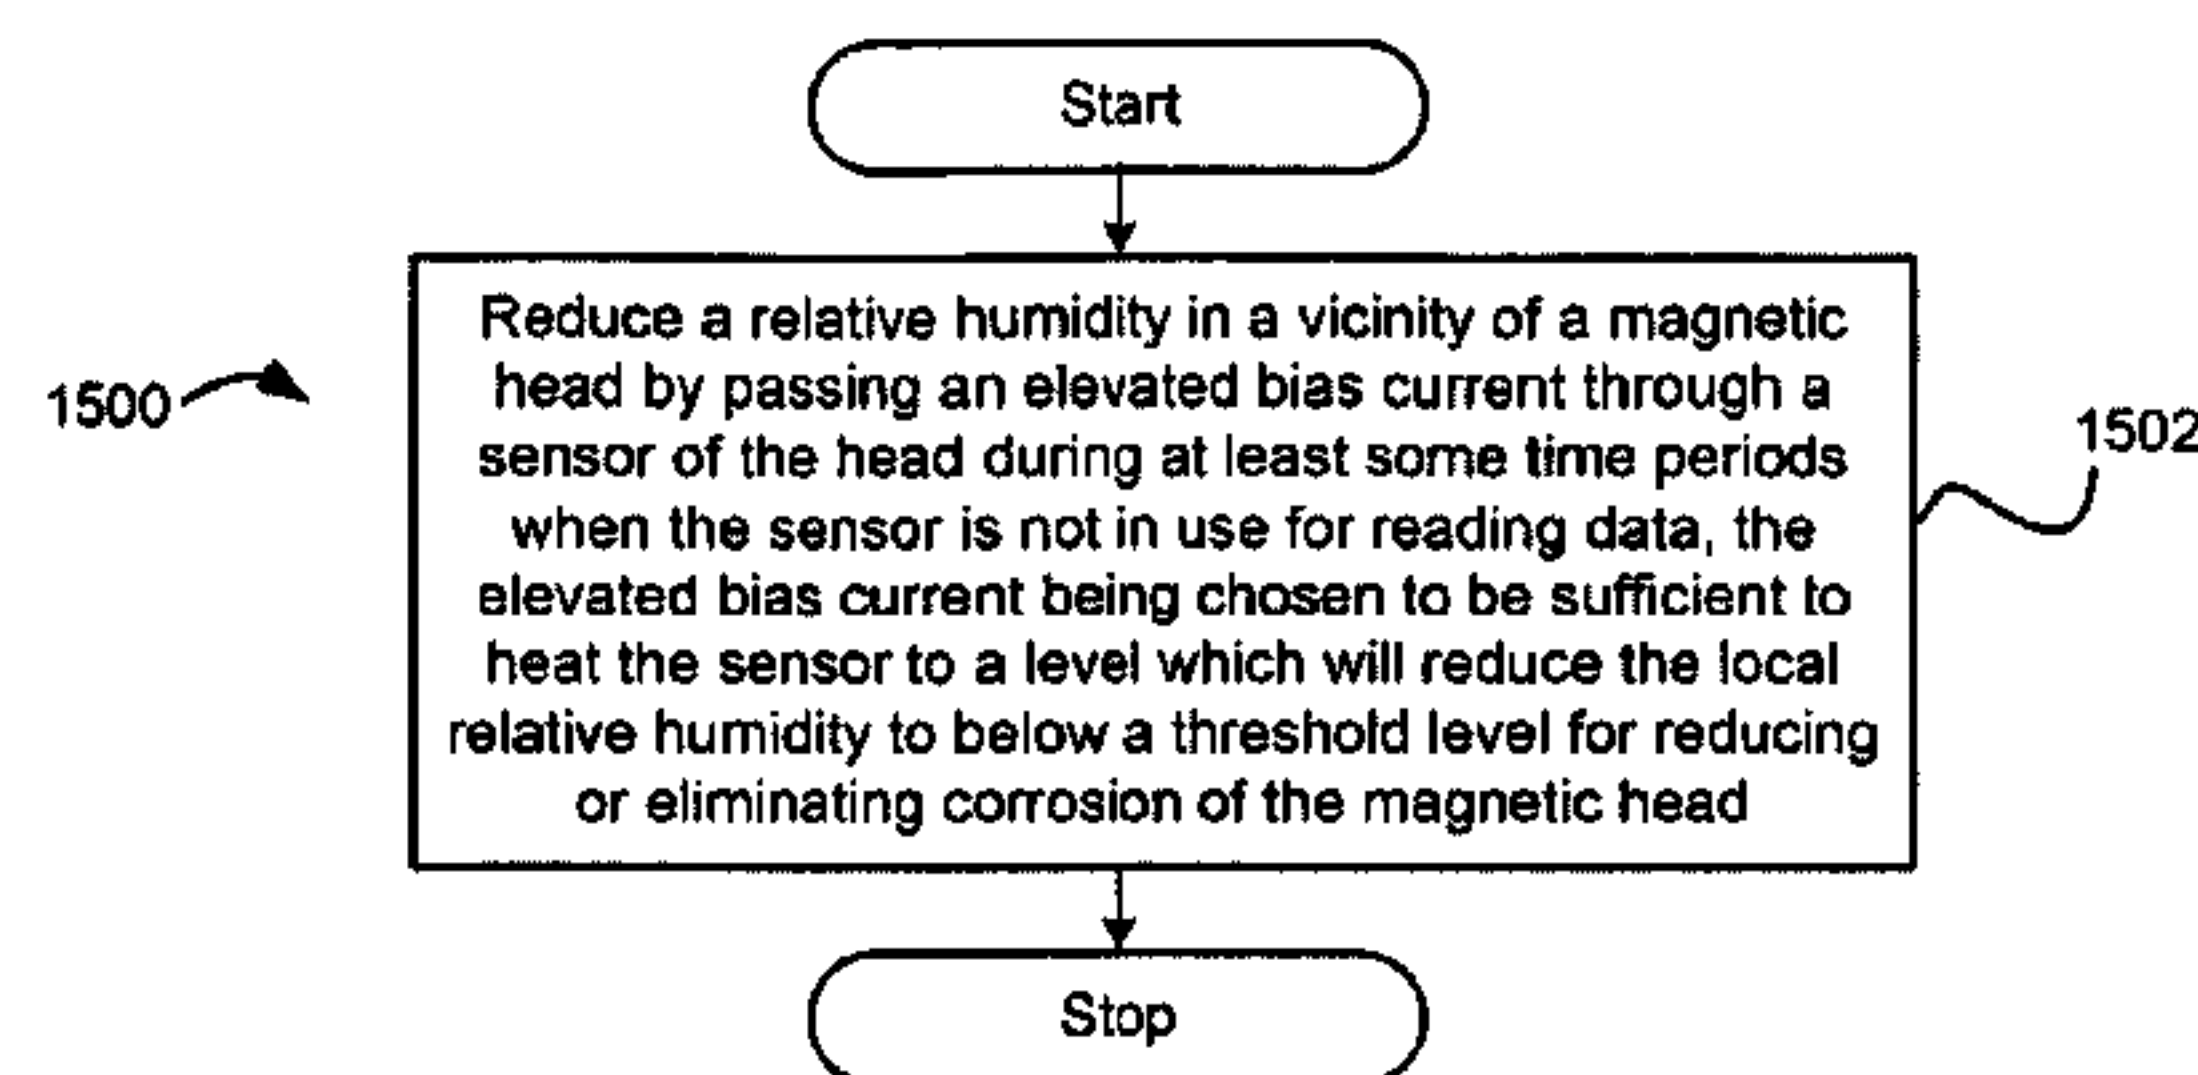 Start
Reduce a relative humidity in a vicinity of a magnetic
head by passing an elevated bias current through a
sensor of the head during at least some time periods
when the sensor is not in use for reading data, the
elevated bias current being chosen to be sufficient to
heat the sensor to a level which will reduce the local
relative humidity to below a threshold level for reducing
or eliminating corrosion of the magnetic head
1500
1502
Stop